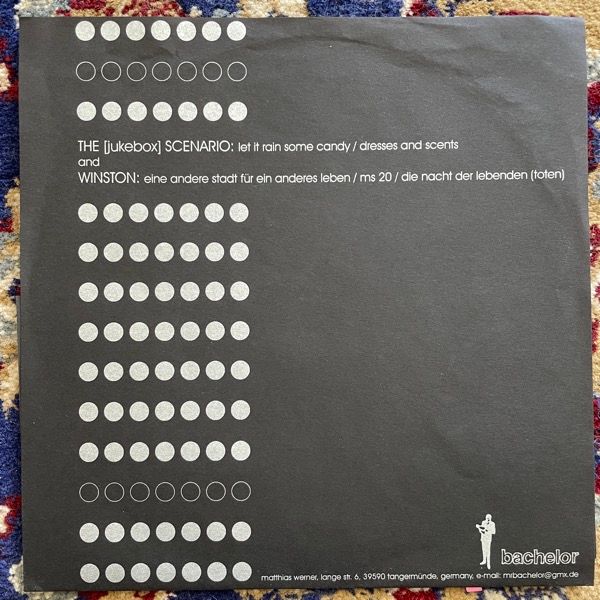 THE [jukebox] SCENARIO: let it rain some candy / dresses and scents
and
WINSTON: eine andere stadt für ein anderes leben / ms 20 / die nacht der lebenden (toten)
bachelor
matthias werner, lange str. 6, 39590 tangermünde, germany, e-mail: mrbachelor@gmx.de